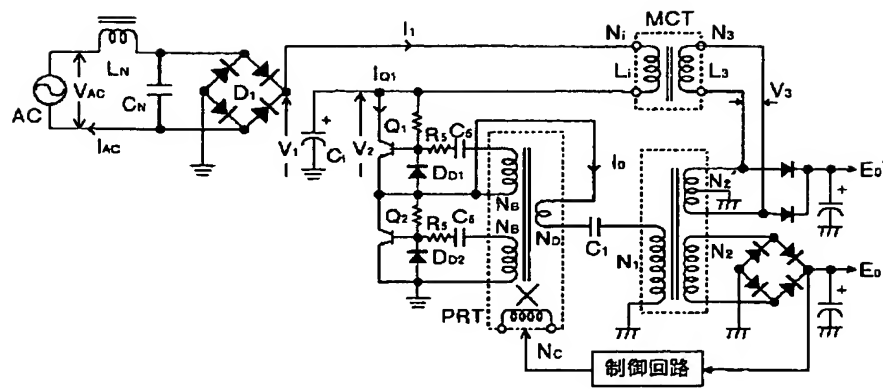 MCT
I1 Ni N3
LN Li L3
VAC CN D1 IQ1 V3
AC
IAC V1 C1 V2 Q1 R5 C5 ID
DD1 N2' E0'
NB ND
Q2 R5 C5 NB C1 N1 N2
DD2 E0
PRT
NC
制御回路
+
+
+